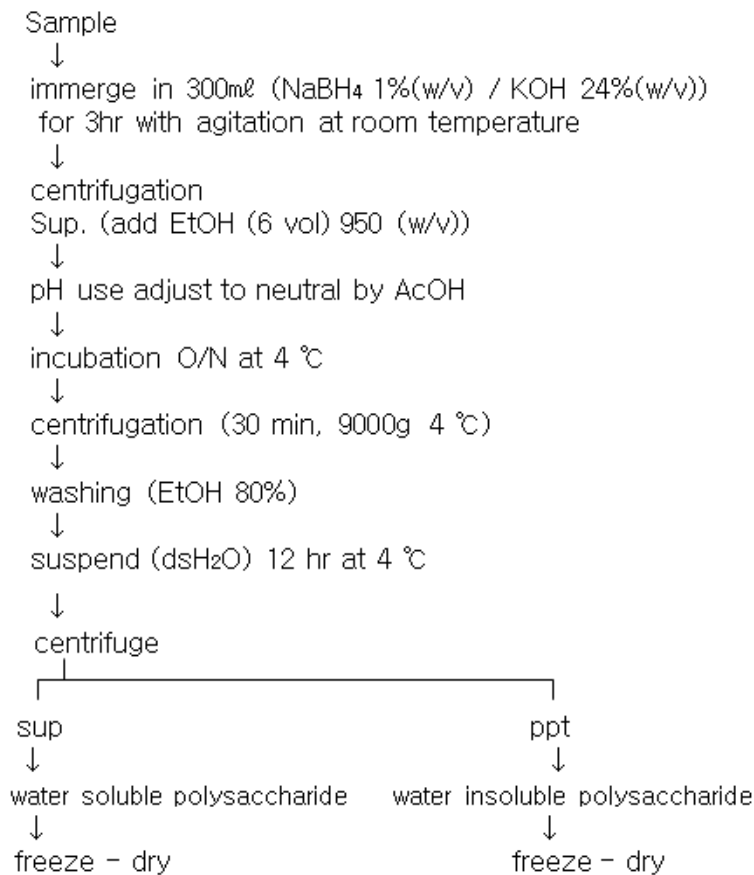 Sample
↓
immerge in 300㎖ (NaBH₄ 1%(w/v) / KOH 24%(w/v))
for 3hr with agitation at room temperature
↓
centrifugation
Sup. (add EtOH (6 vol) 950 (w/v))
↓
pH use adjust to neutral by AcOH
↓
incubation O/N at 4 ℃
↓
centrifugation (30 min, 9000g 4 ℃)
↓
washing (EtOH 80%)
↓
suspend (dsH₂O) 12 hr at 4 ℃
↓
centrifuge
sup ppt
↓ ↓
water soluble polysaccharide water insoluble polysaccharide
↓ ↓
freeze - dry freeze - dry